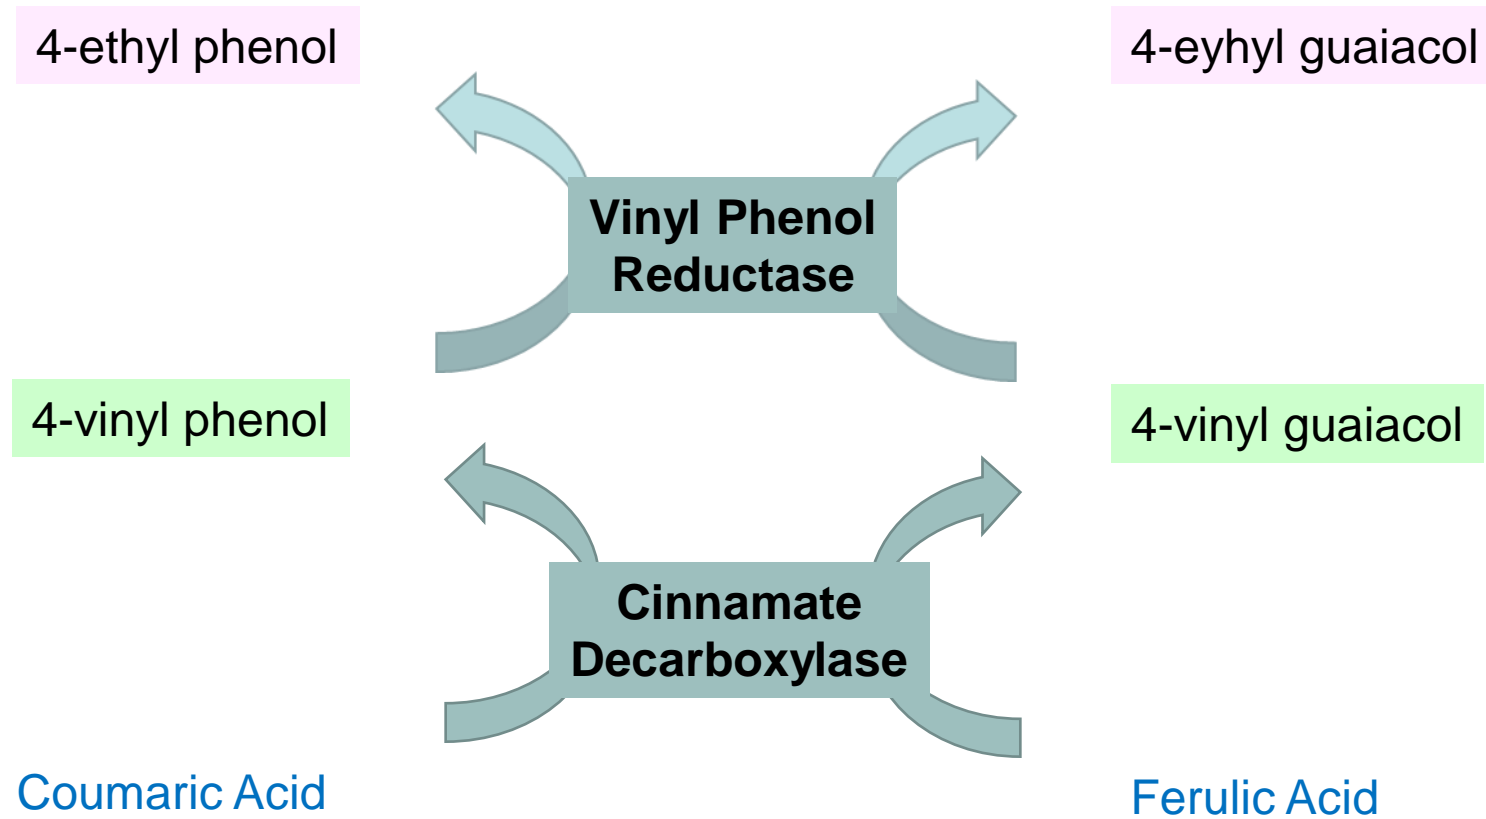 4-ethyl phenol
4-eyhyl guaiacol
Vinyl Phenol
Reductase
4-vinyl phenol
4-vinyl guaiacol
Cinnamate
Decarboxylase
Coumaric Acid
Ferulic Acid